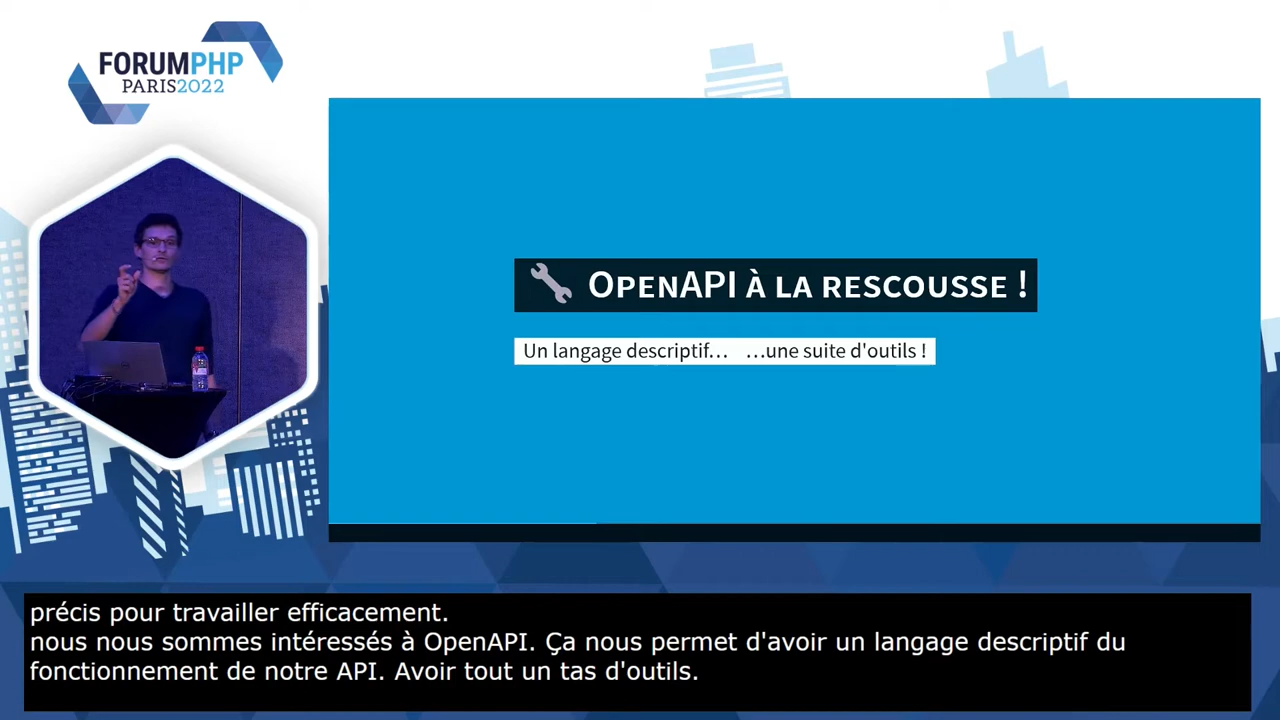 FORUMPHP
PARIS2022
OPENAPI À LA RESCOUSSE !
Un langage descriptif… …une suite d'outils !
précis pour travailler efficacement.
nous nous sommes intéressés à OpenAPI. Ça nous permet d'avoir un langage descriptif du
fonctionnement de notre API. Avoir tout un tas d'outils.